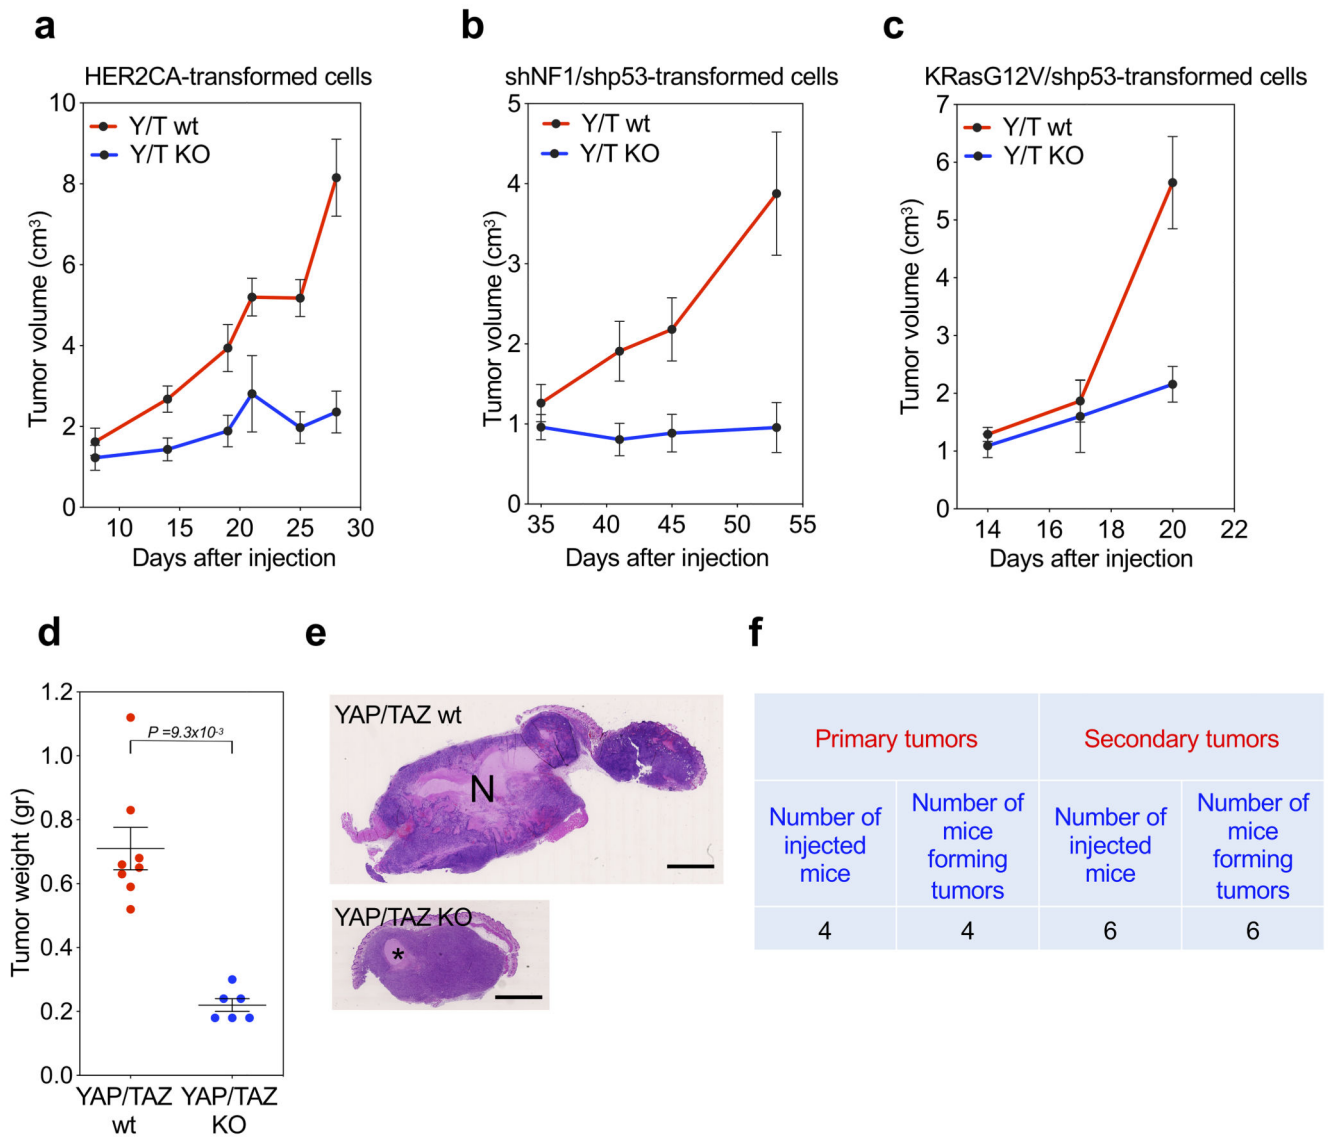 a
HER2CA-transformed cells
10
8
6
4
2
0
Tumor volume (cm³)
Y/T wt
Y/T KO
10 15 20 25 30
Days after injection
b
shNF1/shp53-transformed cells
5
4
3
2
1
0
Tumor volume (cm³)
Y/T wt
Y/T KO
35 40 45 50 55
Days after injection
c
KRasG12V/shp53-transformed cells
7
6
5
4
3
2
1
0
Tumor volume (cm³)
Y/T wt
Y/T KO
14 16 18 20 22
Days after injection
d
1.2
1.0
0.8
0.6
0.4
0.2
0.0
Tumor weight (gr)
P =9.3x10⁻³
YAP/TAZ YAP/TAZ
wt KO
e
YAP/TAZ wt
N
YAP/TAZ KO
*
f
Primary tumors Secondary tumors
Number of
injected
mice
Number of
mice
forming
tumors
Number of
injected
mice
Number of
mice
forming
tumors
4 4 6 6